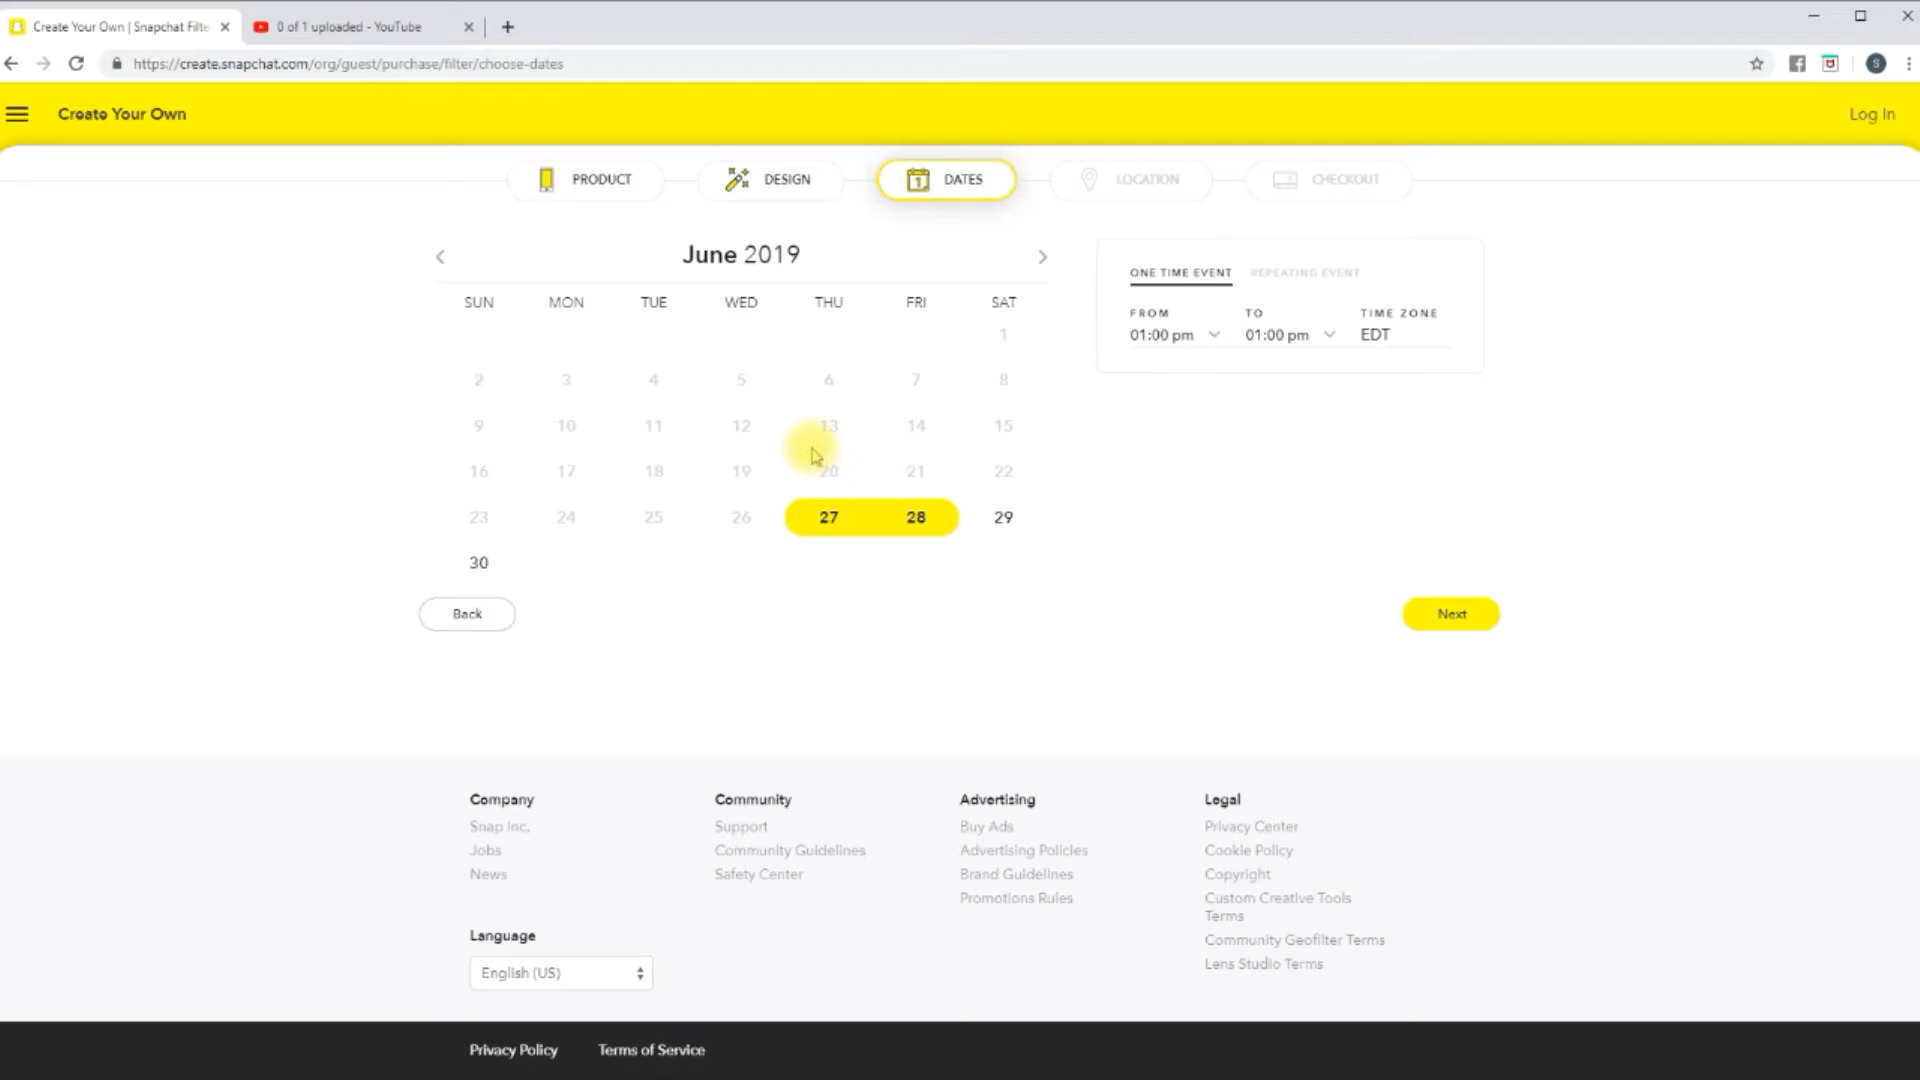 Create Your Own | Snapchat Filte
0 of 1 uploaded - YouTube
https://create.snapchat.com/org/guest/purchase/filter/choose-dates
S
Create Your Own
Log In
PRODUCT
DESIGN
1
DATES
LOCATION
CHECKOUT
June 2019
SUN MON TUE WED THU FRI SAT
1
2 3 4 5 6 7 8
9 10 11 12 13 14 15
16 17 18 19 20 21 22
23 24 25 26 27 28 29
30
ONE TIME EVENT REPEATING EVENT
FROM TO TIME ZONE
01:00 pm 01:00 pm EDT
Back
Next
Company
Snap Inc.
Jobs
News
Community
Support
Community Guidelines
Safety Center
Advertising
Buy Ads
Advertising Policies
Brand Guidelines
Promotions Rules
Legal
Privacy Center
Cookie Policy
Copyright
Custom Creative Tools
Terms
Community Geofilter Terms
Lens Studio Terms
Language
English (US)
Privacy Policy
Terms of Service